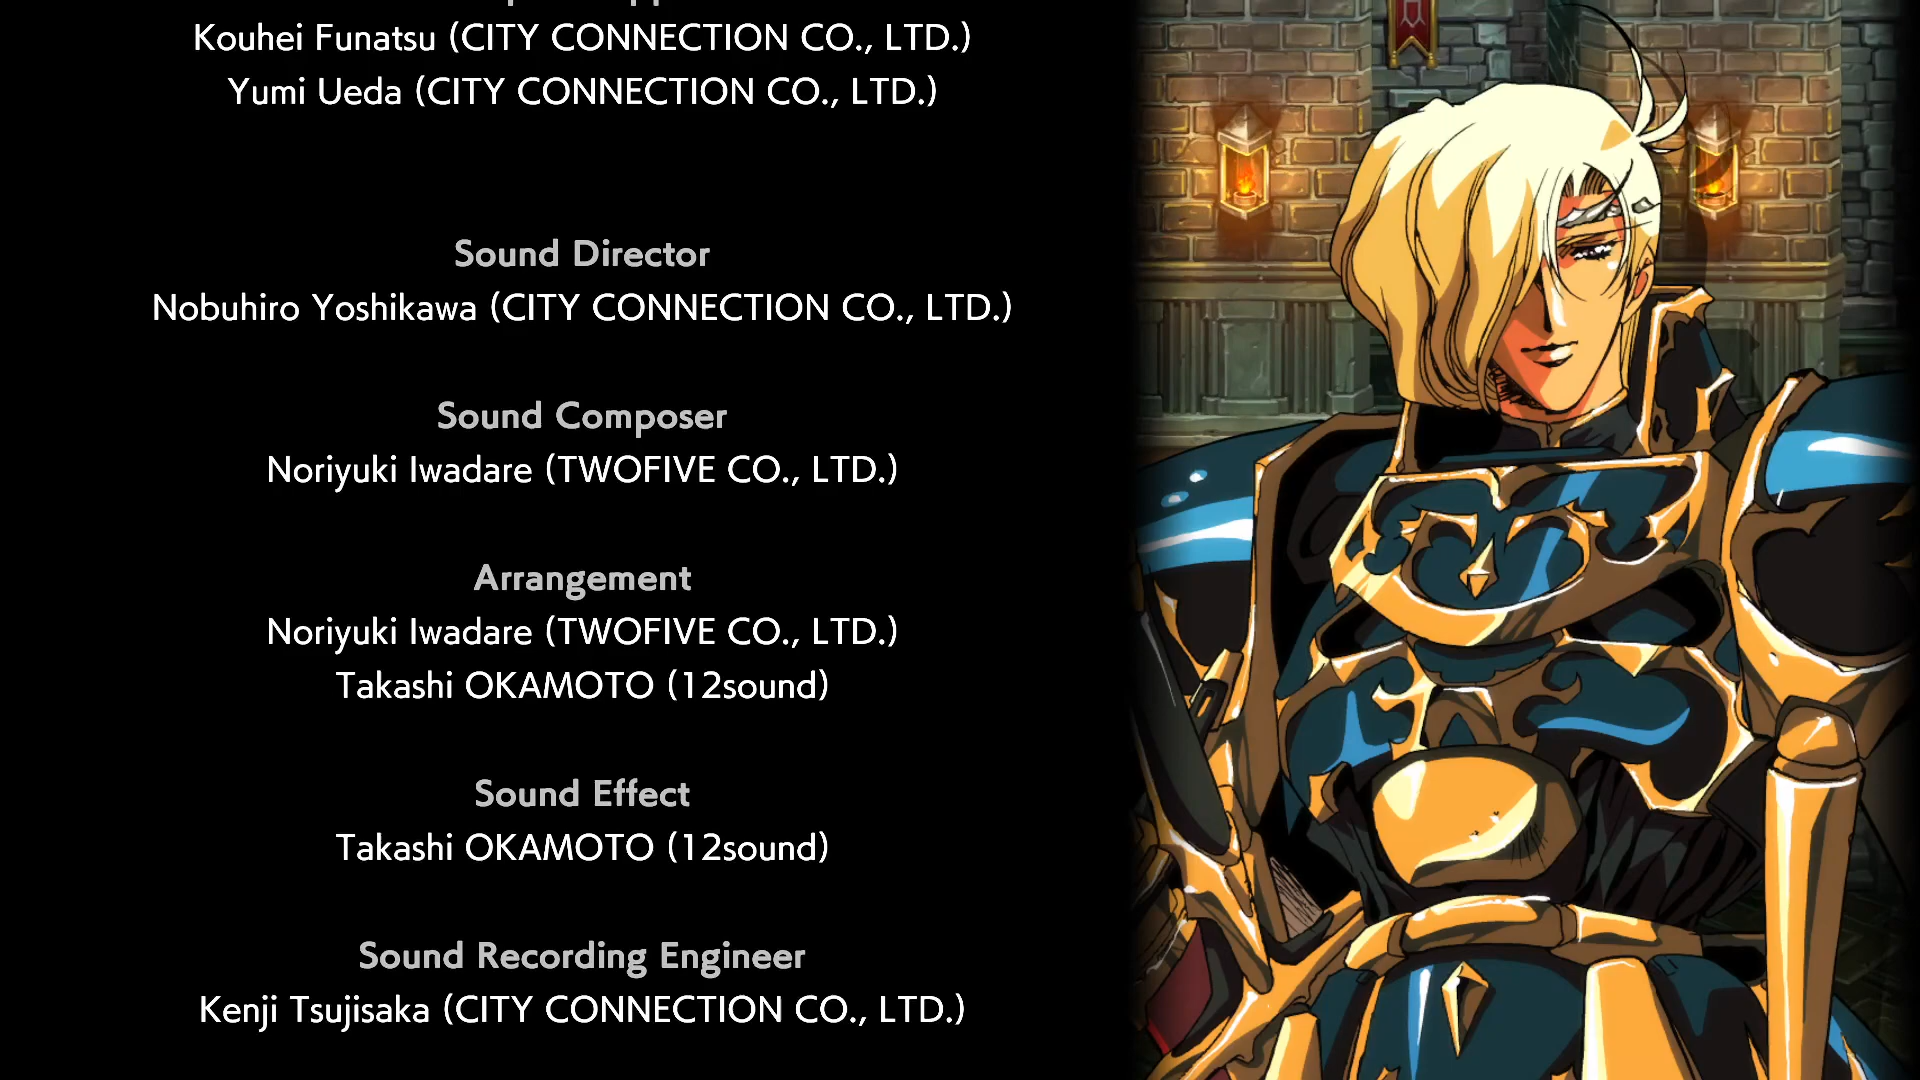 Kouhei Funatsu (CITY CONNECTION CO., LTD.)
Yumi Ueda (CITY CONNECTION CO., LTD.)
Sound Director
Nobuhiro Yoshikawa (CITY CONNECTION CO., LTD.)
Sound Composer
Noriyuki Iwadare (TWOFIVE CO., LTD.)
Arrangement
Noriyuki Iwadare (TWOFIVE CO., LTD.)
Takashi OKAMOTO (12sound)
Sound Effect
Takashi OKAMOTO (12sound)
Sound Recording Engineer
Kenji Tsujisaka (CITY CONNECTION CO., LTD.)